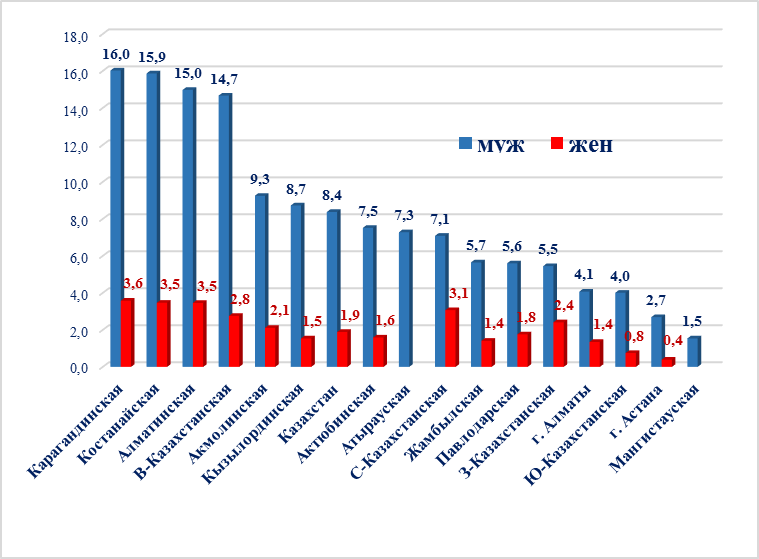 18,0
16,0
14,0
12,0
10,0
8,0
6,0
4,0
2,0
0,0
муж жен
16,0 15,9 15,0 14,7 9,3 8,7 8,4 7,5 7,3 7,1 5,7 5,6 5,5 4,1 4,0 2,7 1,5
3,6 3,5 3,5 2,8 2,1 1,5 1,9 1,6 3,1 1,4 1,8 2,4 1,4 0,8 0,4
Карагандинская
Костанайская
Алматинская
В-Казахстанская
Акмолинская
Кызылординская
Казахстан
Актюбинская
Атырауская
С-Казахстанская
Жамбылская
Павлодарская
З-Казахстанская
г. Алматы
Ю-Казахстанская
г. Астана
Мангистауская